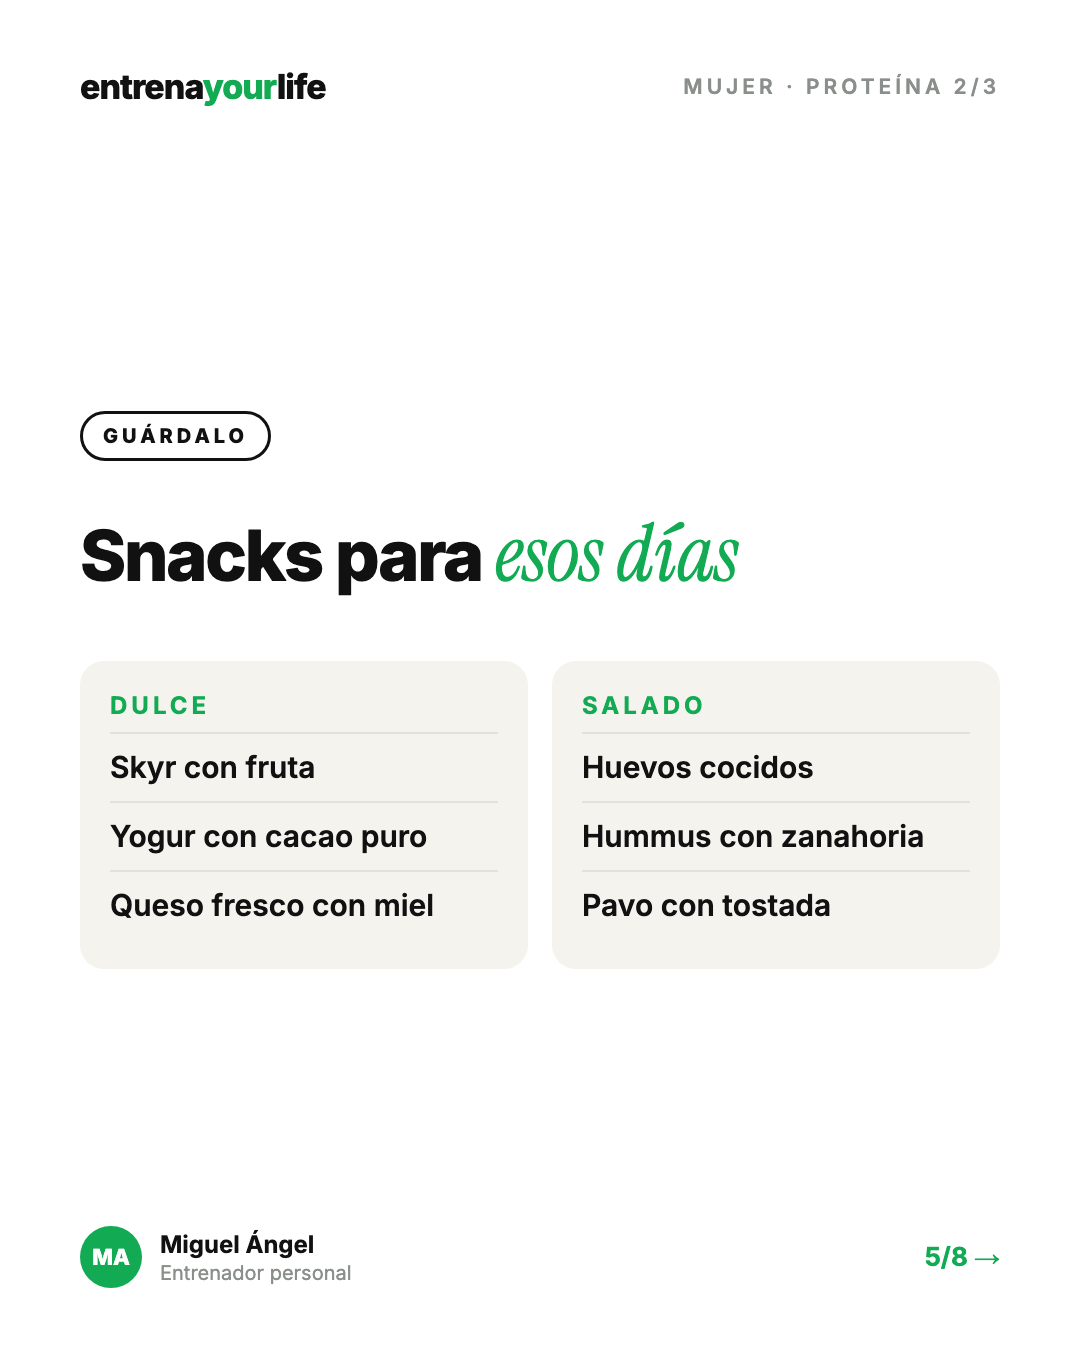 entrenayourlife
MUJER · PROTEÍNA 2/3
GUÁRDALO
Snacks para esos días
DULCE
Skyr con fruta
Yogur con cacao puro
Queso fresco con miel
SALADO
Huevos cocidos
Hummus con zanahoria
Pavo con tostada
MA
Miguel Ángel
Entrenador personal
5/8 →